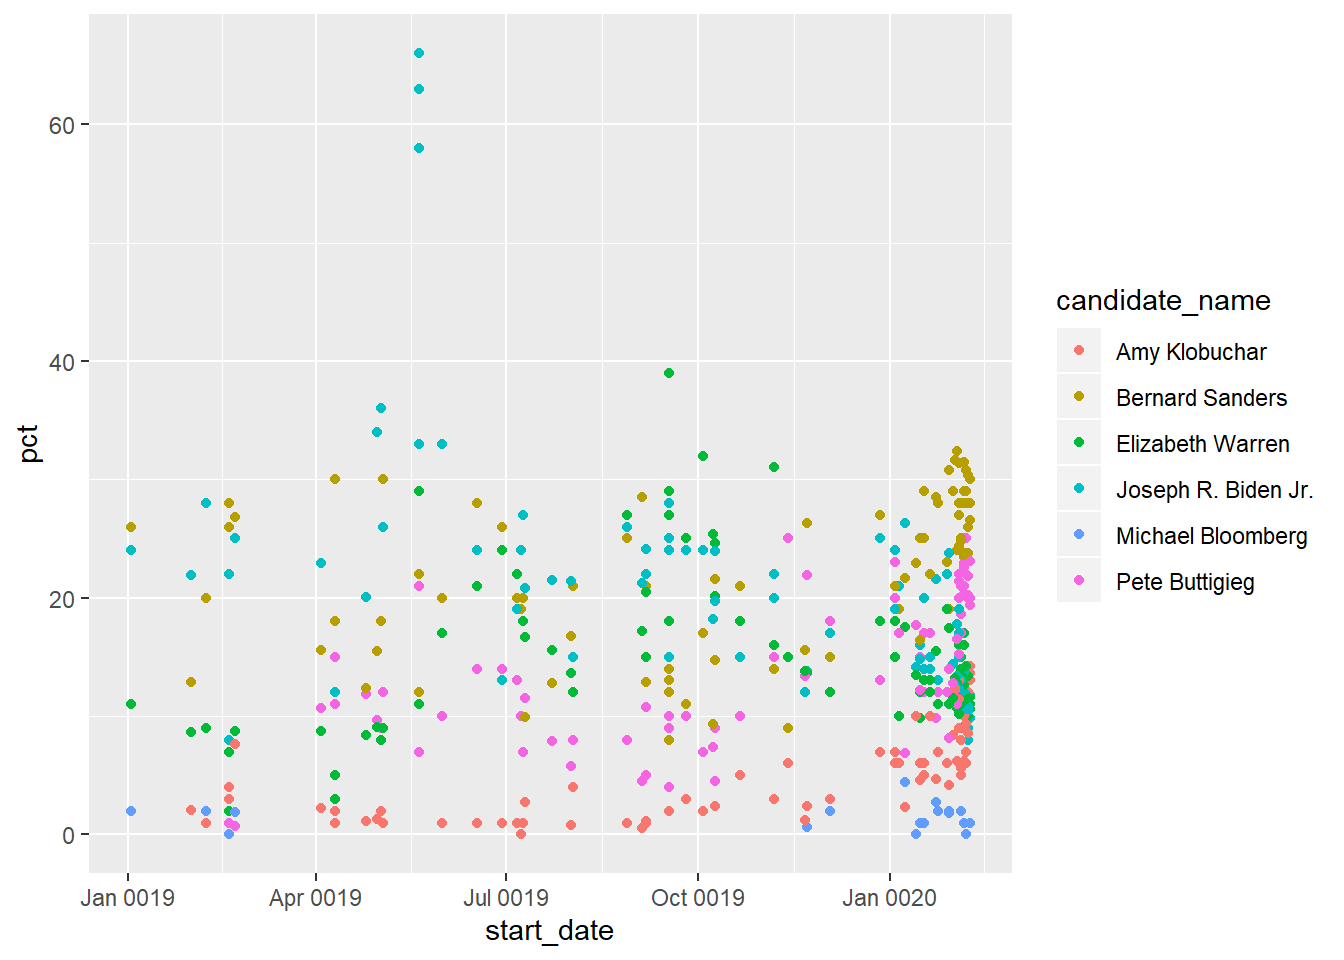 60
40
20
0
pct
Jan 0019
Apr 0019
Jul 0019
Oct 0019
Jan 0020
start_date
candidate_name
Amy Klobuchar
Bernard Sanders
Elizabeth Warren
Joseph R. Biden Jr.
Michael Bloomberg
Pete Buttigieg